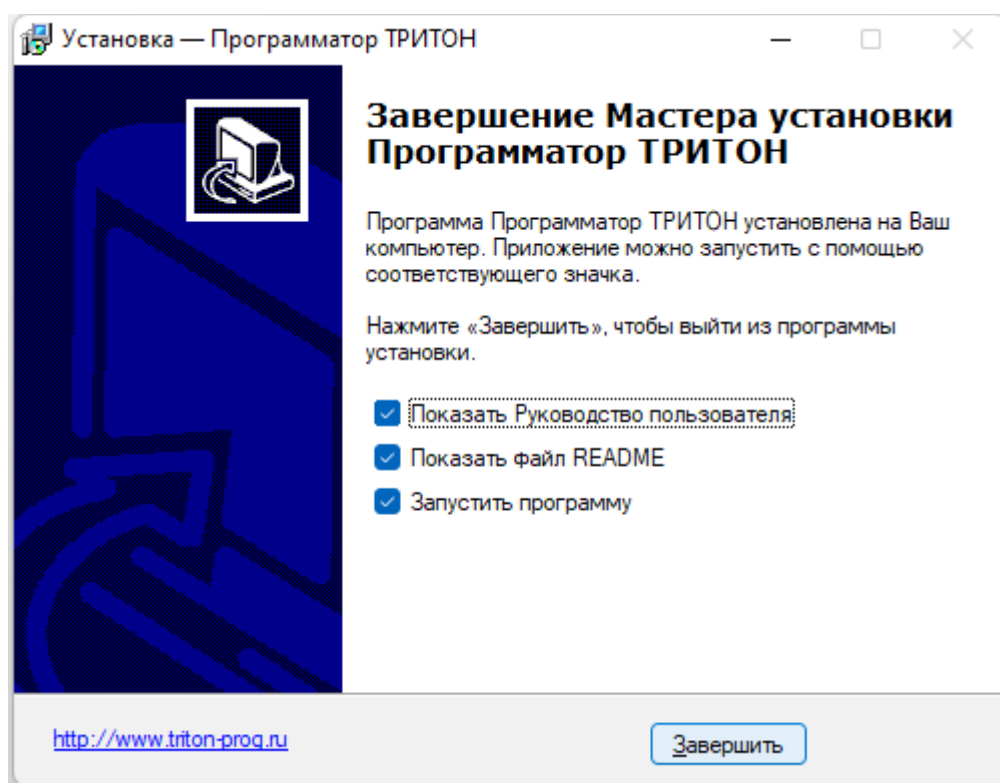 Установка — Программатор ТРИТОН
Завершение Мастера установки
Программатор ТРИТОН
Программа Программатор ТРИТОН установлена на Ваш
компьютер. Приложение можно запустить с помощью
соответствующего значка.
Нажмите «Завершить», чтобы выйти из программы
установки.
Показать Руководство пользователя
Показать файл README
Запустить программу
http://www.triton-prog.ru
Завершить